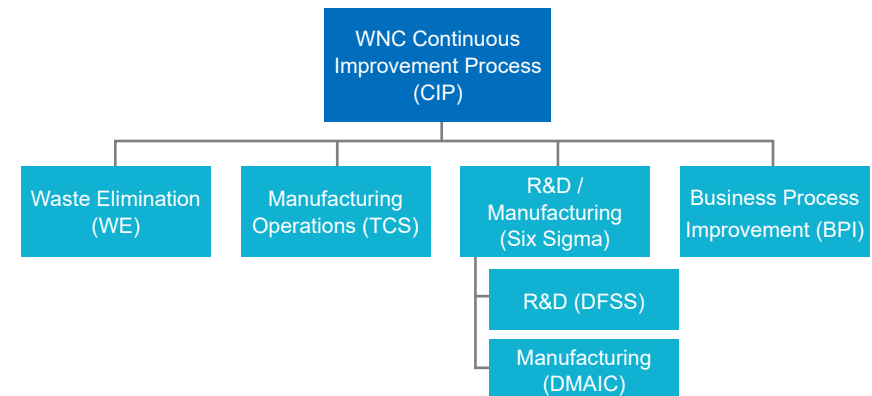 WNC Continuous
Improvement Process
(CIP)
Waste Elimination
(WE)
Manufacturing
Operations (TCS)
R&D /
Manufacturing
(Six Sigma)
Business Process
Improvement (BPI)
R&D (DFSS)
Manufacturing
(DMAIC)